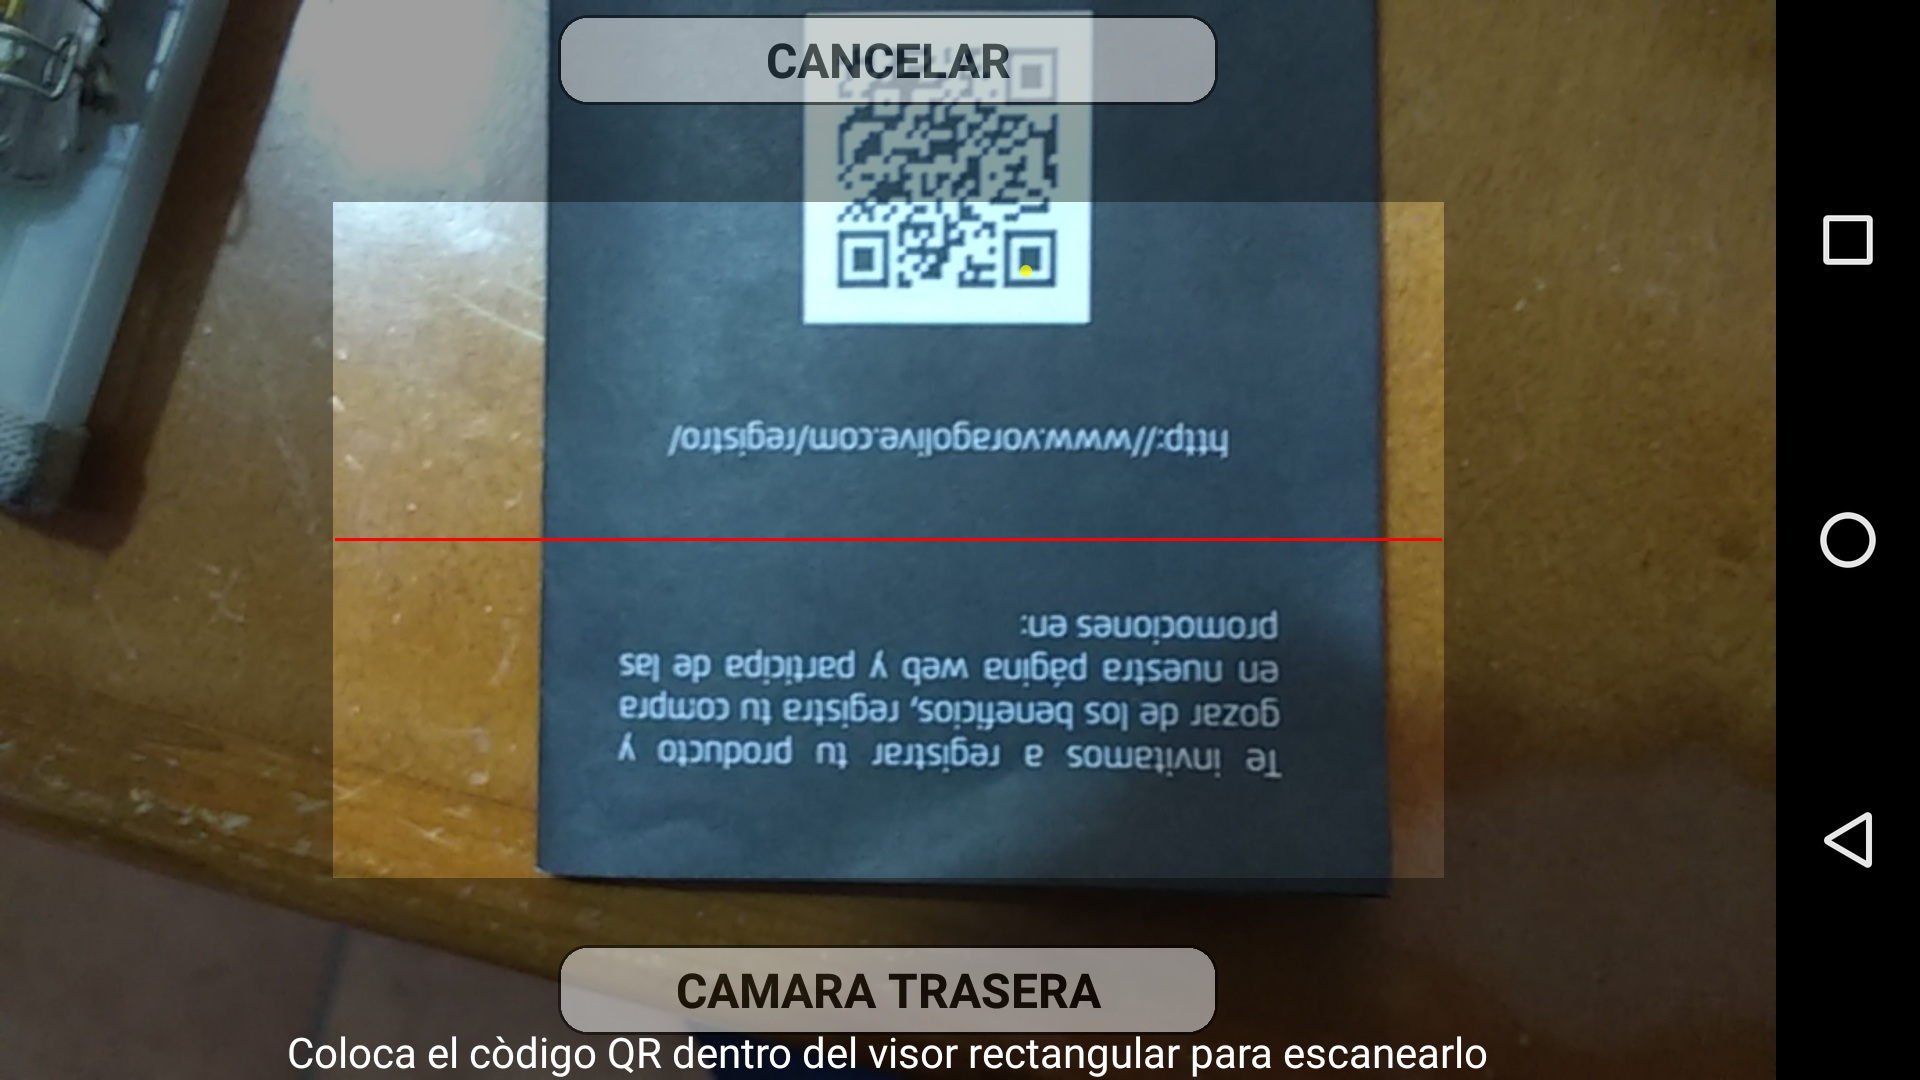 CANCELAR
http://www.voragolive.com/registro/
Te invitamos a registrar tu producto y
gozar de los beneficios, registra tu compra
en nuestra página web y participa de las
promociones en:
CAMARA TRASERA
Coloca el còdigo QR dentro del visor rectangular para escanearlo